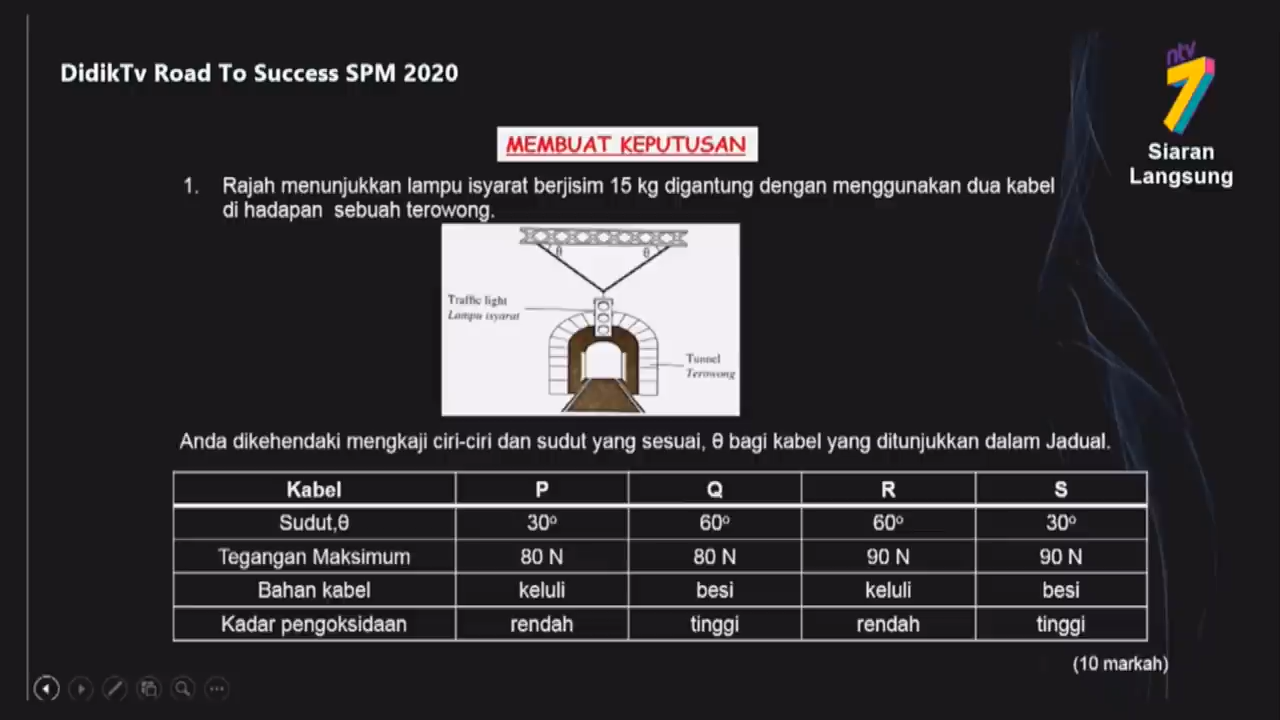 DidikTv Road To Success SPM 2020
ntv
7
Siaran
Langsung
MEMBUAT KEPUTUSAN
1. Rajah menunjukkan lampu isyarat berjisim 15 kg digantung dengan menggunakan dua kabel
di hadapan sebuah terowong.
θ θ
Traffic light
Lampu isyarat
Tunnel
Terowong
Anda dikehendaki mengkaji ciri-ciri dan sudut yang sesuai, θ bagi kabel yang ditunjukkan dalam Jadual.
Kabel P Q R S
Sudut,θ 30° 60° 60° 30°
Tegangan Maksimum 80 N 80 N 90 N 90 N
Bahan kabel keluli besi keluli besi
Kadar pengoksidaan rendah tinggi rendah tinggi
(10 markah)